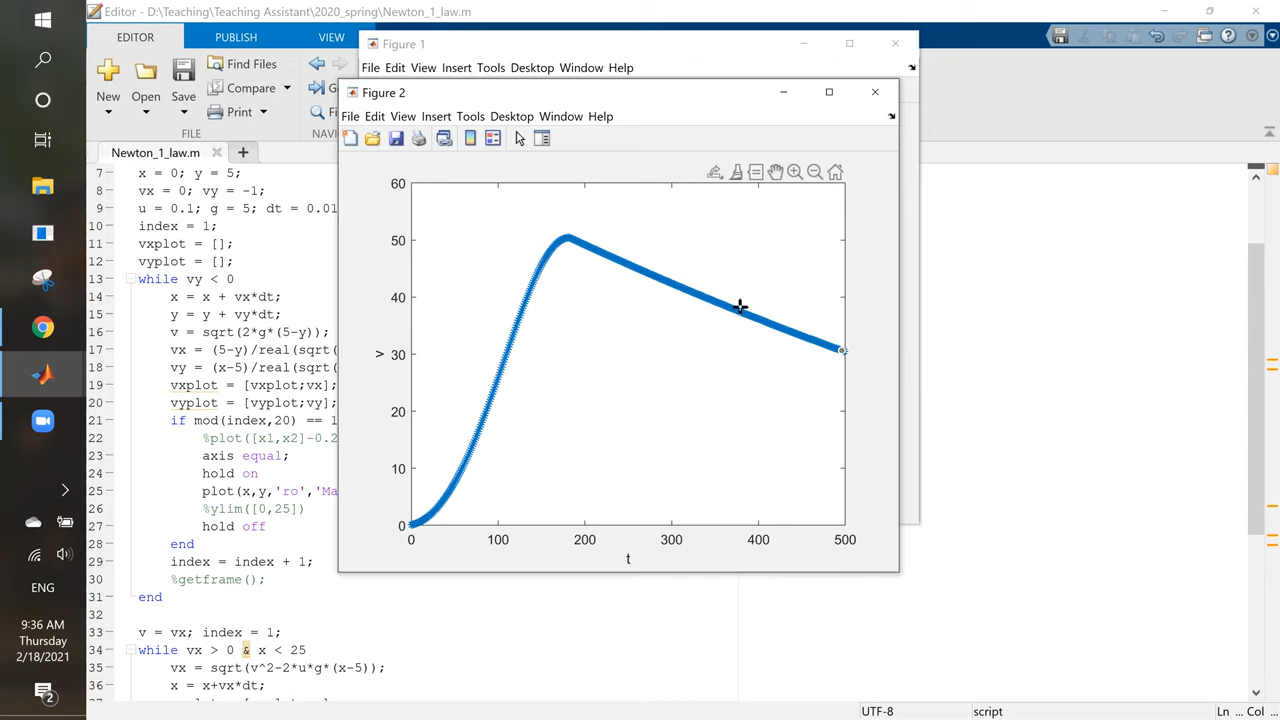 Editor - D:\Teaching\Teaching Assistant\2020_spring\Newton_1_law.m
EDITOR PUBLISH VIEW
New Open Save
Find Files
Compare
Print
FILE
Newton_1_law.m
Figure 1
File Edit View Insert Tools Desktop Window Help
Figure 2
File Edit View Insert Tools Desktop Window Help
60
50
40
30
20
10
0
v
0 100 200 300 400 500
t
7 x = 0; y = 5;
8 vx = 0; vy = -1;
9 u = 0.1; g = 5; dt = 0.01
10 index = 1;
11 vxplot = [];
12 vyplot = [];
13 while vy < 0
14 x = x + vx*dt;
15 y = y + vy*dt;
16 v = sqrt(2*g*(5-y));
17 vx = (5-y)/real(sqrt(
18 vy = (x-5)/real(sqrt(
19 vxplot = [vxplot;vx];
20 vyplot = [vyplot;vy];
21 if mod(index,20) == 1
22 %plot([x1,x2]-0.2
23 axis equal;
24 hold on
25 plot(x,y,'ro','Ma
26 %ylim([0,25])
27 hold off
28 end
29 index = index + 1;
30 %getframe();
31 end
32
33 v = vx; index = 1;
34 while vx > 0 & x < 25
35 vx = sqrt(v^2-2*u*g*(x-5));
36 x = x+vx*dt;
ENG
9:36 AM
Thursday
2/18/2021
2
UTF-8 script Ln ... Col ...